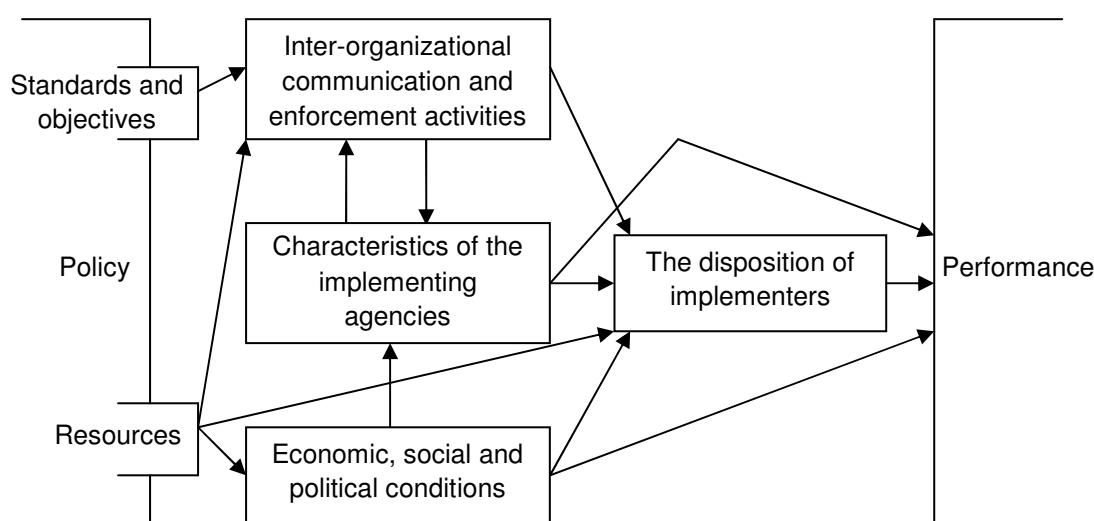 Standards and
objectives
Policy
Resources
Inter-organizational
communication and
enforcement activities
Characteristics of the
implementing
agencies
Economic, social and
political conditions
The disposition of
implementers
Performance